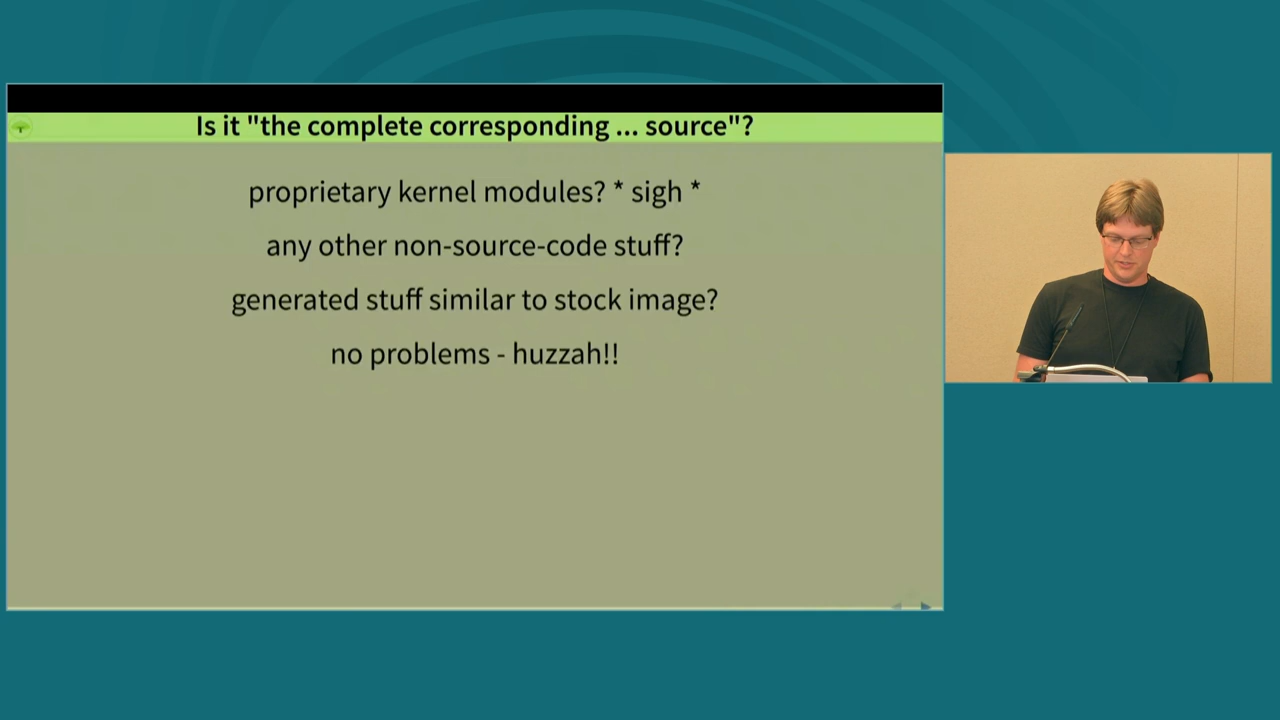 Is it "the complete corresponding ... source"?
proprietary kernel modules? * sigh *
any other non-source-code stuff?
generated stuff similar to stock image?
no problems - huzzah!!